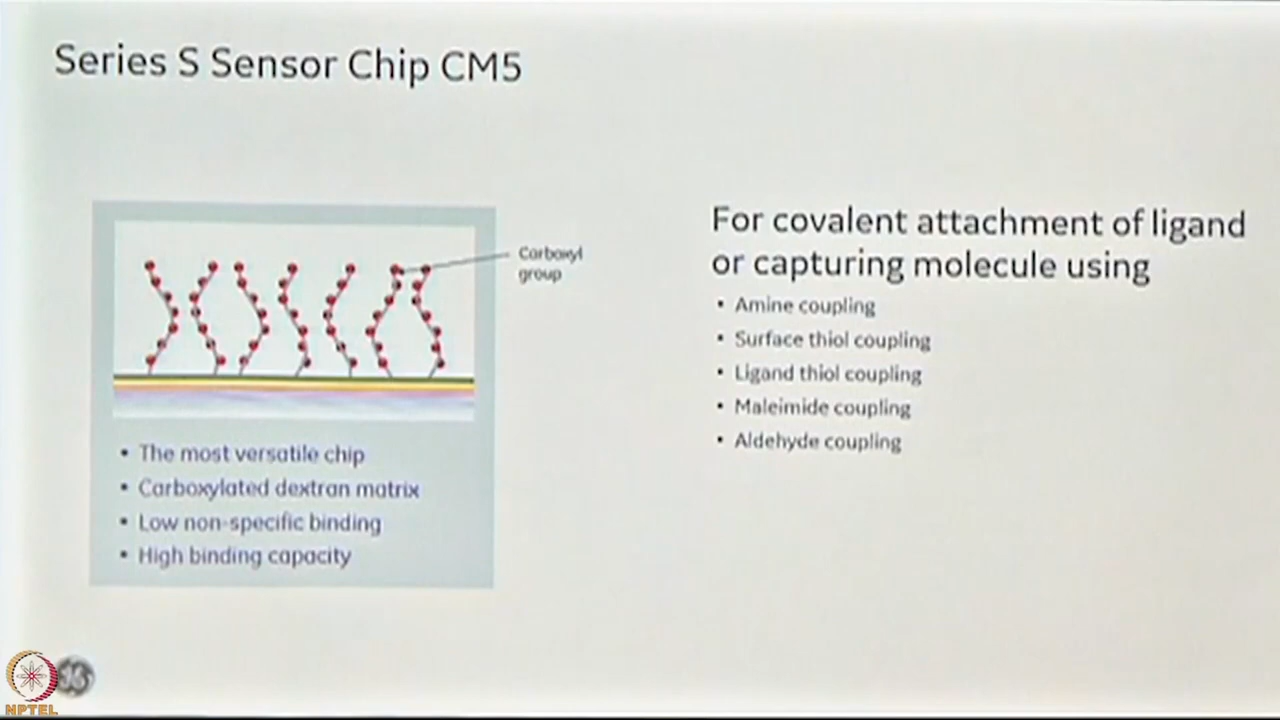 Series S Sensor Chip CM5
Carboxyl
group
• The most versatile chip
• Carboxylated dextran matrix
• Low non-specific binding
• High binding capacity
For covalent attachment of ligand
or capturing molecule using
• Amine coupling
• Surface thiol coupling
• Ligand thiol coupling
• Maleimide coupling
• Aldehyde coupling
NPTEL